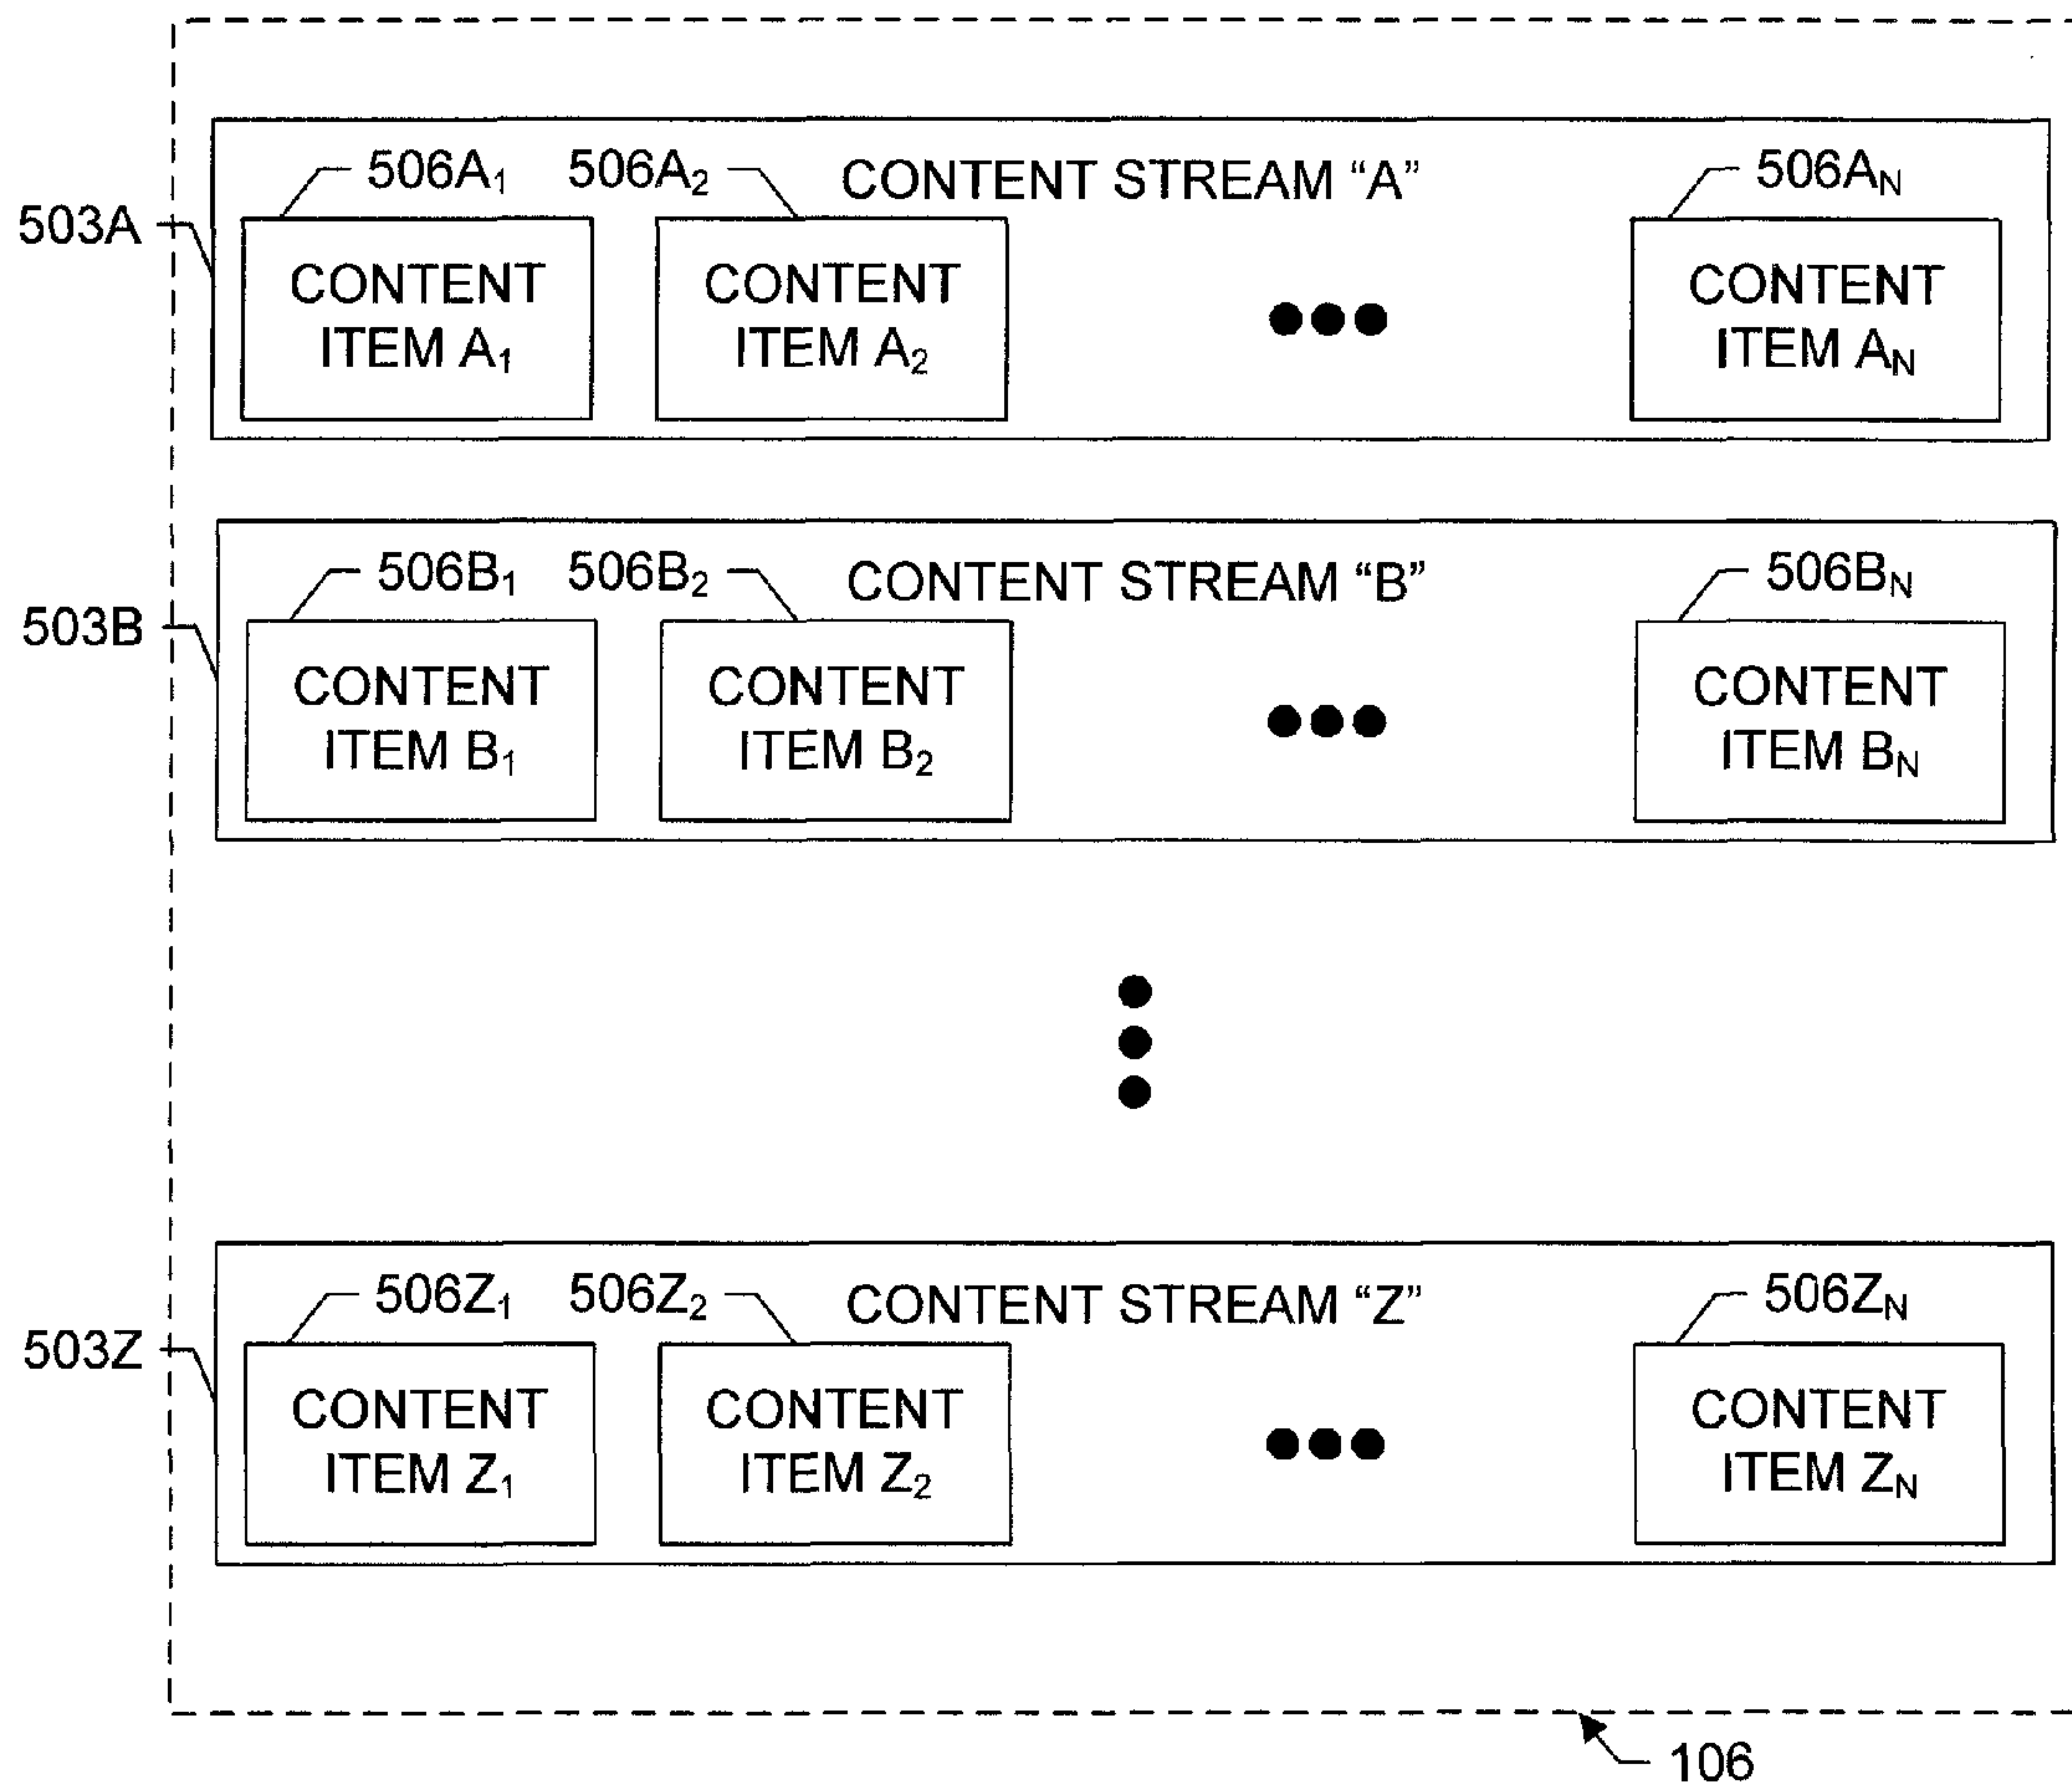 506A₁ 506A₂ CONTENT STREAM “A” 506A_N
503A
CONTENT
ITEM A₁
CONTENT
ITEM A₂
CONTENT
ITEM A_N
506B₁ 506B₂ CONTENT STREAM “B” 506B_N
503B
CONTENT
ITEM B₁
CONTENT
ITEM B₂
CONTENT
ITEM B_N
506Z₁ 506Z₂ CONTENT STREAM “Z” 506Z_N
503Z
CONTENT
ITEM Z₁
CONTENT
ITEM Z₂
CONTENT
ITEM Z_N
106